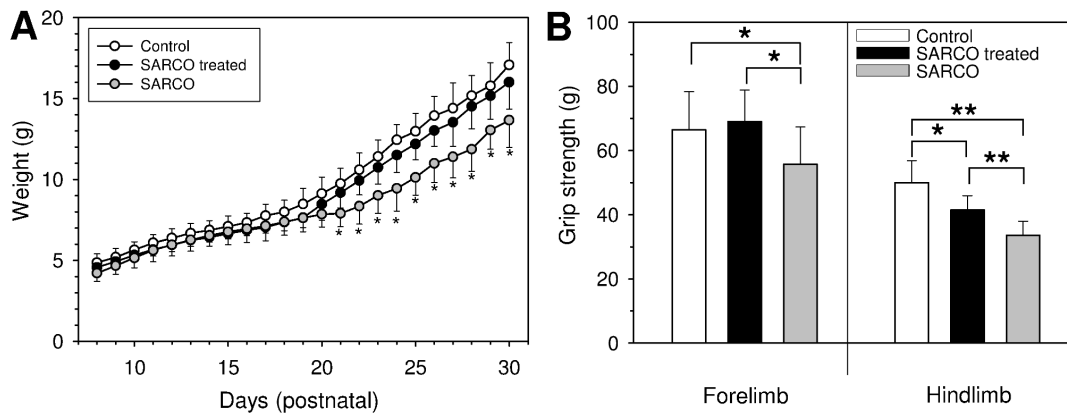 A
Control
SARCO treated
SARCO
20
15
10
5
0
Weight (g)
*
*
*
*
*
*
*
*
*
*
10
15
20
25
30
Days (postnatal)
B
Control
SARCO treated
SARCO
100
80
60
40
20
0
Grip strength (g)
*
*
**
*
**
Forelimb
Hindlimb